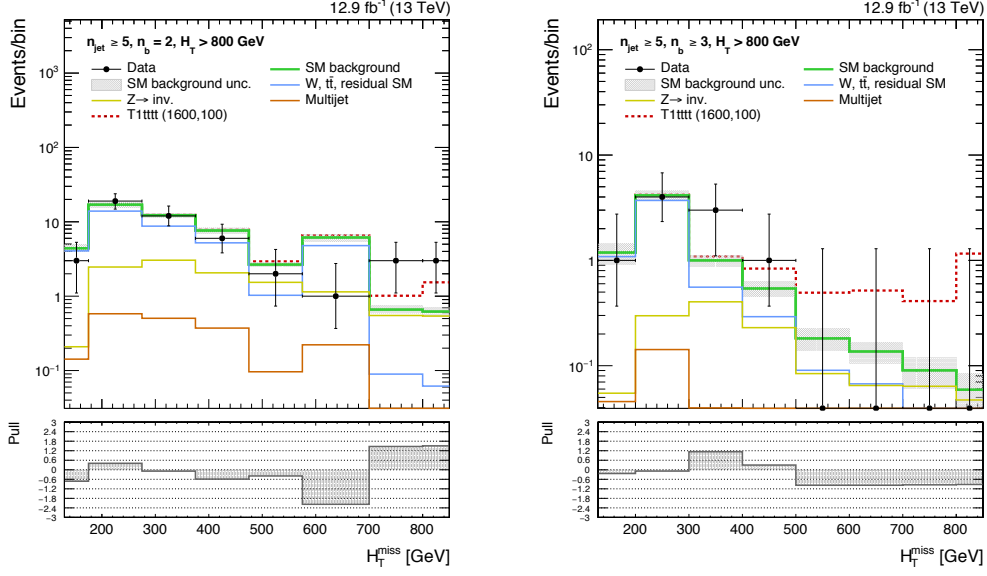 12.9 fb⁻¹ (13 TeV)
Events/bin
n_jet ≥ 5, n_b = 2, H_T > 800 GeV
Data
SM background
SM background unc.
W, tt̄, residual SM
Z→ inv.
Multijet
T1tttt (1600,100)
10³
10²
10
1
10⁻¹
Pull
3
2.4
1.8
1.2
0.6
0
−0.6
−1.2
−1.8
−2.4
−3
200 300 400 500 600 700 800
H_T^miss [GeV]
12.9 fb⁻¹ (13 TeV)
Events/bin
n_jet ≥ 5, n_b ≥ 3, H_T > 800 GeV
Data
SM background
SM background unc.
W, tt̄, residual SM
Z→ inv.
Multijet
T1tttt (1600,100)
10²
10
1
10⁻¹
Pull
3
2.4
1.8
1.2
0.6
0
−0.6
−1.2
−1.8
−2.4
−3
200 300 400 500 600 700 800
H_T^miss [GeV]